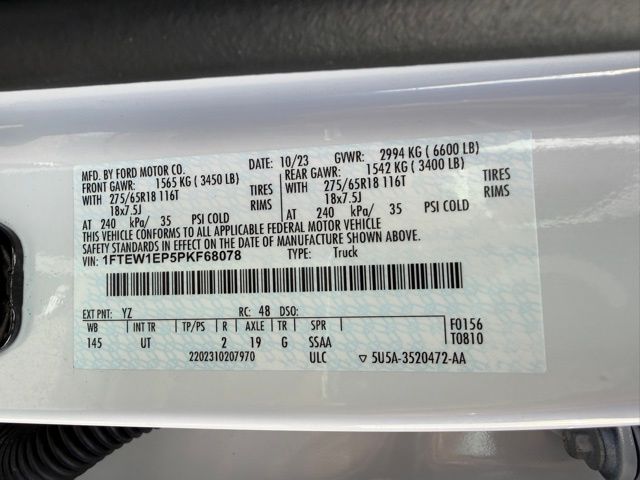 MFD. BY FORD MOTOR CO.
DATE: 10/23 GVWR: 2994 KG ( 6600 LB)
FRONT GAWR: 1565 KG ( 3450 LB)
REAR GAWR: 1542 KG ( 3400 LB)
WITH 275/65R18 116T TIRES
WITH 275/65R18 116T TIRES
18x7.5J RIMS
18x7.5J RIMS
AT 240 kPa/ 35 PSI COLD
AT 240 kPa/ 35 PSI COLD
THIS VEHICLE CONFORMS TO ALL APPLICABLE FEDERAL MOTOR VEHICLE
SAFETY STANDARDS IN EFFECT ON THE DATE OF MANUFACTURE SHOWN ABOVE.
VIN: 1FTEW1EP5PKF68078 TYPE: Truck
EXT PNT: YZ RC: 48 DSO: F0156
WB INT TR TP/PS R AXLE TR SPR T0810
145 UT 2 19 G SSAA
2202310207970 ULC ▽ 5U5A-3520472-AA